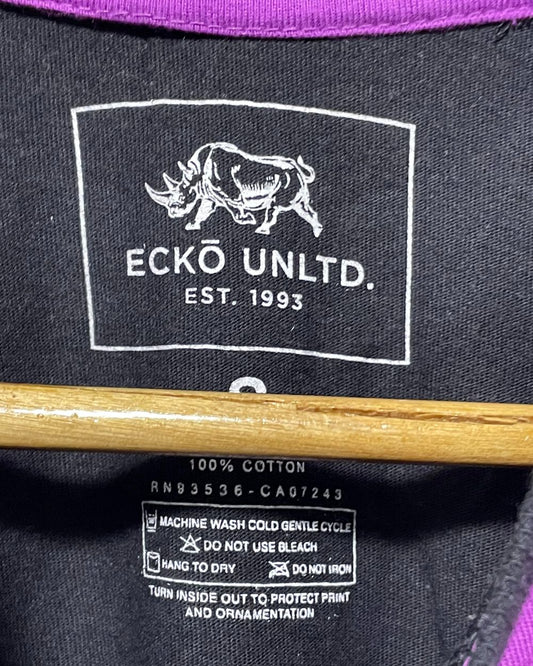 ECKŌ UNLTD.
EST. 1993
100% COTTON
RN93536-CA07243
MACHINE WASH COLD GENTLE CYCLE
DO NOT USE BLEACH
HANG TO DRY DO NOT IRON
TURN INSIDE OUT TO PROTECT PRINT
AND ORNAMENTATION